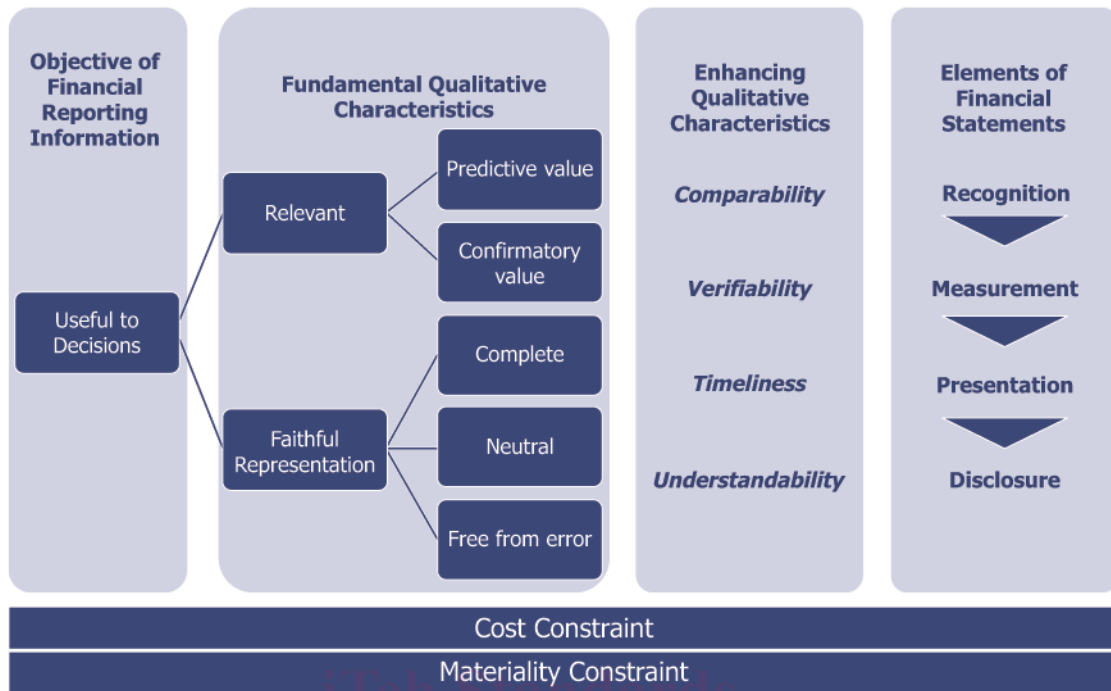 Objective of
Financial
Reporting
Information
Useful to
Decisions
Fundamental Qualitative
Characteristics
Relevant
Predictive value
Confirmatory
value
Faithful
Representation
Complete
Neutral
Free from error
Enhancing
Qualitative
Characteristics
Comparability
Verifiability
Timeliness
Understandability
Elements of
Financial
Statements
Recognition
Measurement
Presentation
Disclosure
Cost Constraint
Materiality Constraint